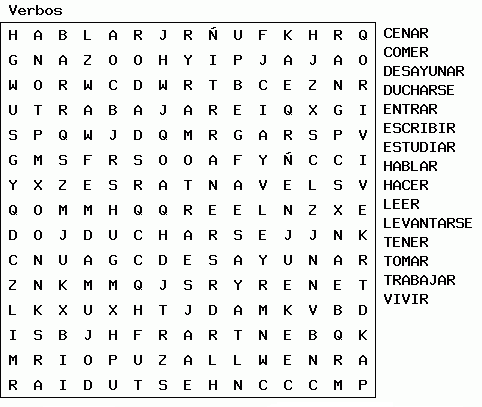 Verbos
H A B L A R J R Ñ U F K H R Q
G N A Z O O H Y I P J A J A O
W O R W C D W R T B C E Z N R
U T R A B A J A R E I Q X G I
S P Q W J D Q M R G A R S P V
G M S F R S O O A F Y Ñ C C I
Y X Z E S R A T N A V E L S V
Q O M M H Q Q R E E L N Z X E
D O J D U C H A R S E J J N K
C N U A G C D E S A Y U N A R
Z N K M M Q J S R Y R E N E T
L K X U X H T J D A M K V B D
I S B J H F R A R T N E B Q K
M R I O P U Z A L L W E N R A
R A I D U T S E H N C C C M P
CENAR
COMER
DESAYUNAR
DUCHARSE
ENTRAR
ESCRIBIR
ESTUDIAR
HABLAR
HACER
LEER
LEVANTARSE
TENER
TOMAR
TRABAJAR
VIVIR